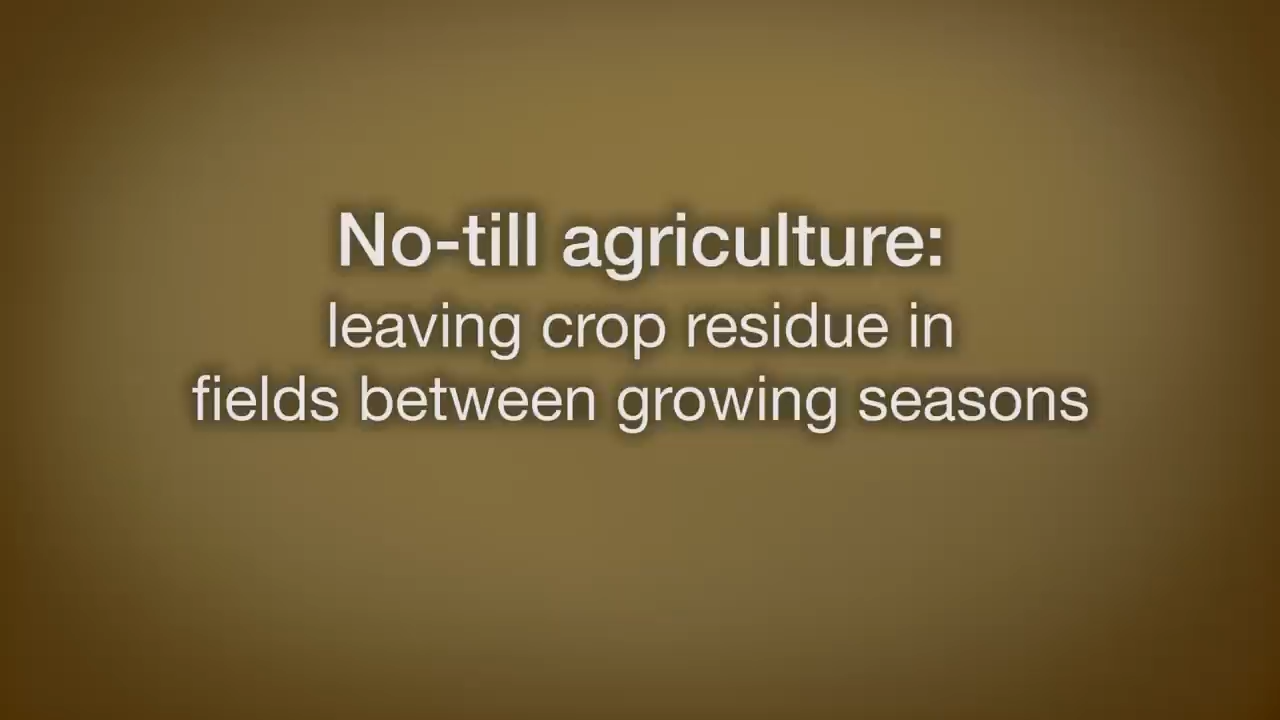 No-till agriculture:
leaving crop residue in
fields between growing seasons